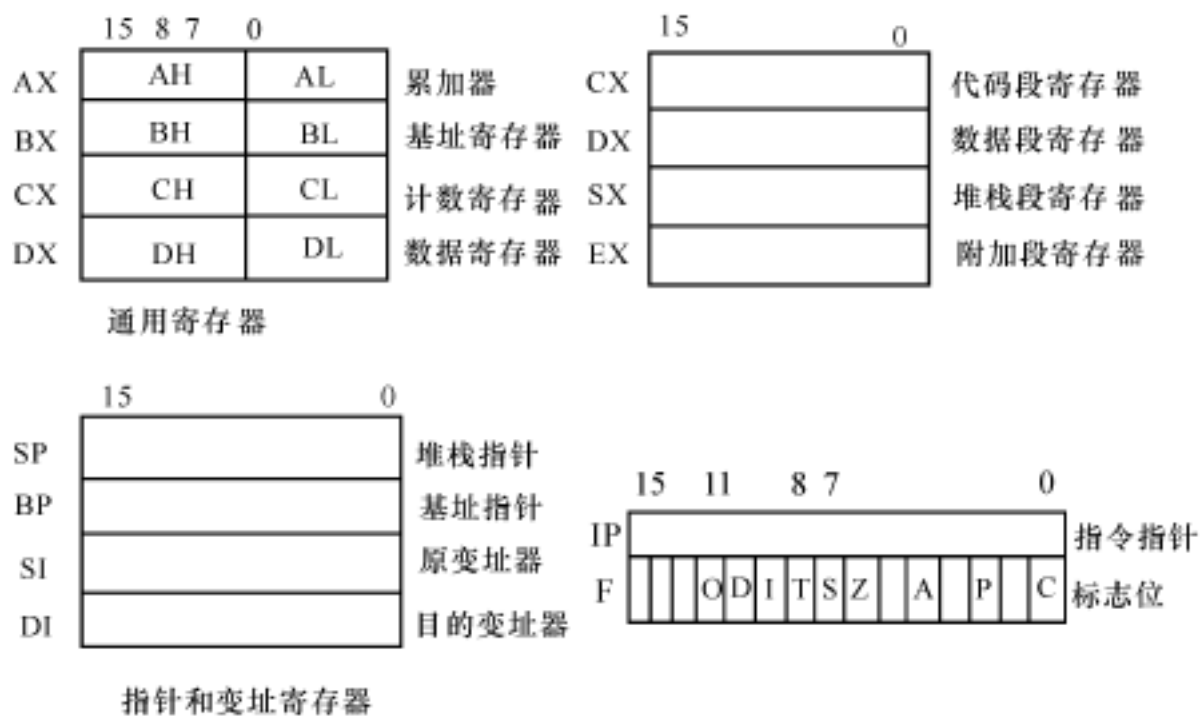 15 8 7 0
AX AH AL 累加器
BX BH BL 基址寄存器
CX CH CL 计数寄存器
DX DH DL 数据寄存器
通用寄存器
15 0
CX 代码段寄存器
DX 数据段寄存器
SX 堆栈段寄存器
EX 附加段寄存器
15 0
SP 堆栈指针
BP 基址指针
SI 原变址器
DI 目的变址器
指针和变址寄存器
15 11 8 7 0
IP 指令指针
F O D I T S Z A P C 标志位